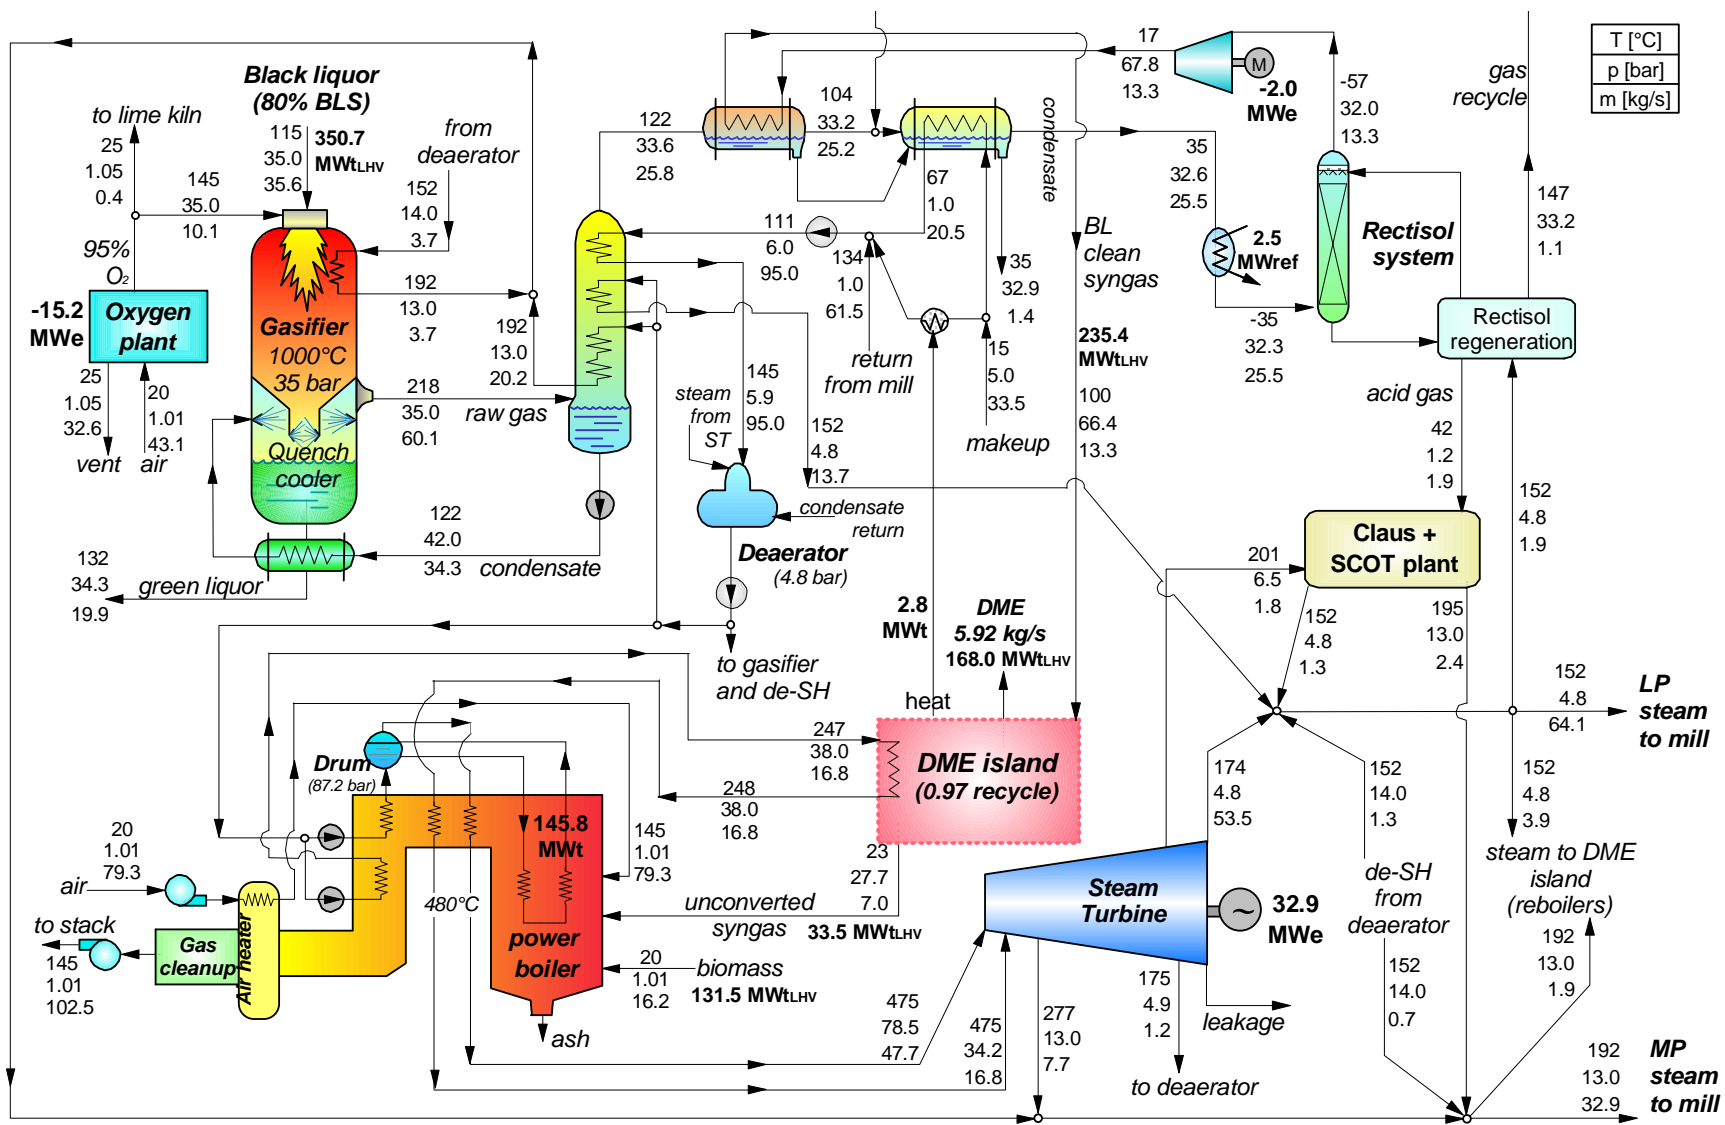 T [°C]
p [bar]
m [kg/s]
Black liquor
(80% BLS)
to lime kiln
25
1.05
0.4
115
35.0
35.6
350.7
MWtLHV
from
deaerator
145
35.0
10.1
152
14.0
3.7
95%
O2
-15.2
MWe
Oxygen
plant
Gasifier
1000°C
35 bar
Quench
cooler
192
13.0
3.7
192
13.0
20.2
218
35.0
60.1
raw gas
25
1.05
32.6
vent
20
1.01
43.1
air
122
42.0
34.3
condensate
132
34.3
19.9
green liquor
122
33.6
25.8
104
33.2
25.2
condensate
17
67.8
13.3
M
-2.0
MWe
-57
32.0
13.3
gas
recycle
35
32.6
25.5
2.5
MWref
-35
32.3
25.5
Rectisol
system
147
33.2
1.1
Rectisol
regeneration
acid gas
42
1.2
1.9
111
6.0
95.0
67
1.0
20.5
134
1.0
61.5
return
from mill
35
32.9
1.4
15
5.0
33.5
makeup
BL
clean
syngas
235.4
MWtLHV
100
66.4
13.3
steam
from
ST
145
5.9
95.0
152
4.8
13.7
condensate
return
Deaerator
(4.8 bar)
to gasifier
and de-SH
2.8
MWt
DME
5.92 kg/s
168.0 MWtLHV
heat
DME island
(0.97 recycle)
247
38.0
16.8
248
38.0
16.8
23
27.7
7.0
unconverted
syngas
33.5 MWtLHV
Claus +
SCOT plant
201
6.5
1.8
152
4.8
1.3
195
13.0
2.4
152
4.8
1.9
152
4.8
64.1
LP
steam
to mill
152
4.8
3.9
steam to DME
island
(reboilers)
174
4.8
53.5
152
14.0
1.3
de-SH
from
deaerator
152
14.0
0.7
192
13.0
1.9
Steam
Turbine
~
32.9
MWe
175
4.9
1.2
to deaerator
leakage
277
13.0
7.7
475
78.5
47.7
475
34.2
16.8
192
13.0
32.9
MP
steam
to mill
Drum
(87.2 bar)
145.8
MWt
145
1.01
79.3
480°C
power
boiler
20
1.01
16.2
biomass
131.5 MWtLHV
ash
20
1.01
79.3
air
to stack
145
1.01
102.5
Gas
cleanup
Air heater